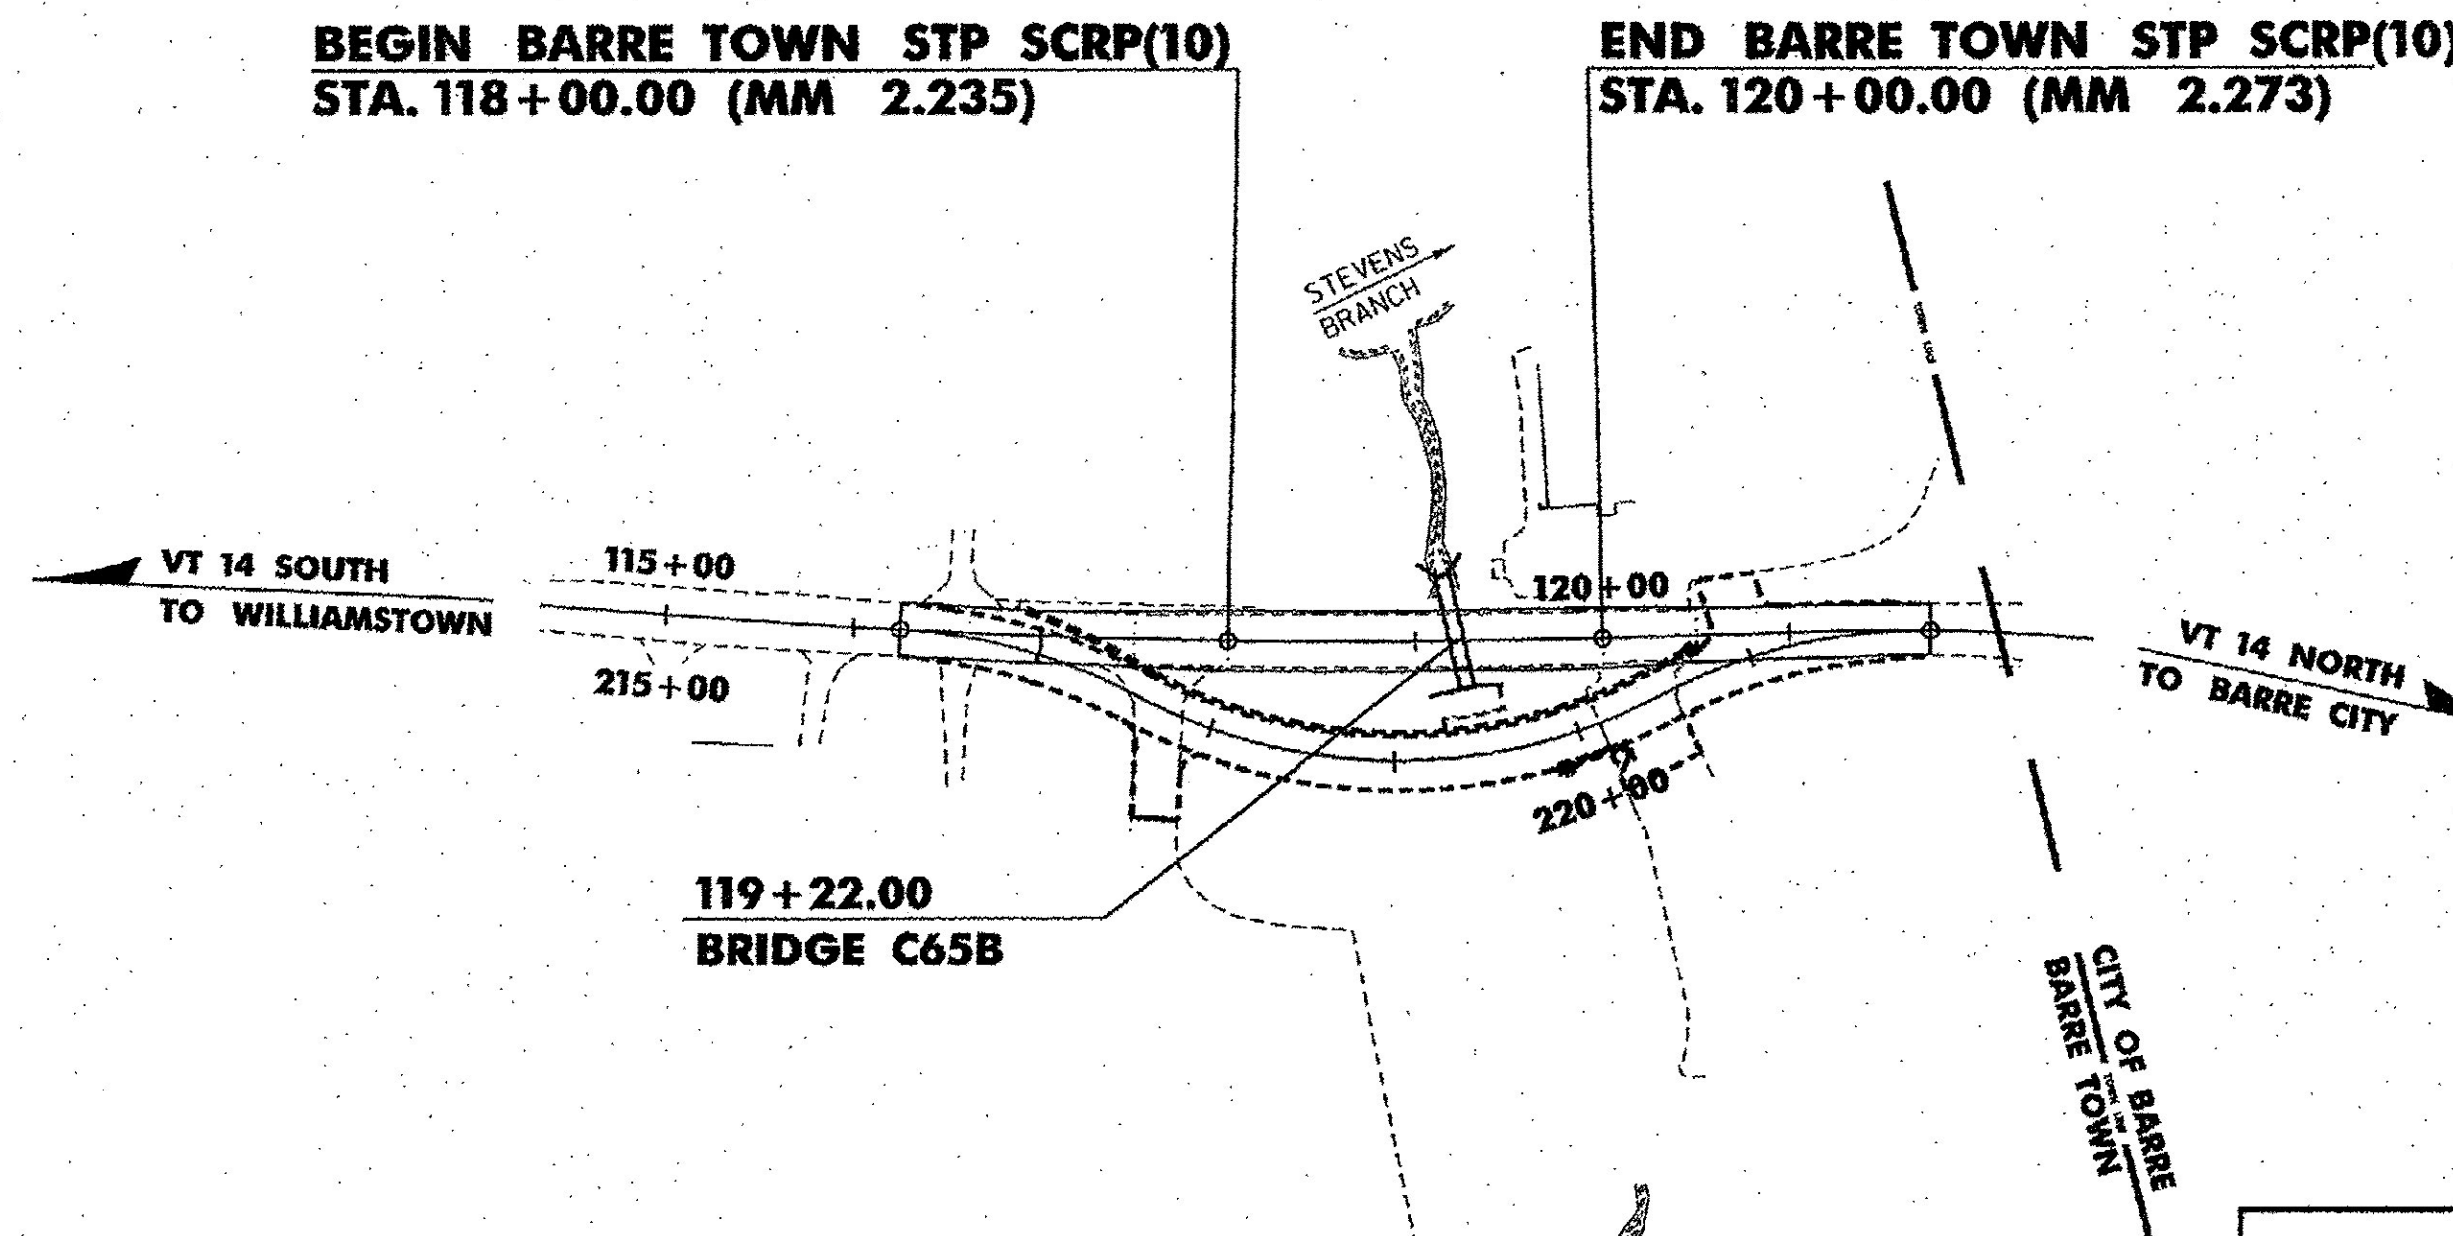 BEGIN BARRE TOWN STP SCRP(10)
STA. 118+00.00 (MM 2.235)
END BARRE TOWN STP SCRP(10)
STA. 120+00.00 (MM 2.273)
STEVENS
BRANCH
VT 14 SOUTH
TO WILLIAMSTOWN
115+00
215+00
120+00
220+00
VT 14 NORTH
TO BARRE CITY
119+22.00
BRIDGE C65B
CITY OF BARRE
BARRE TOWN